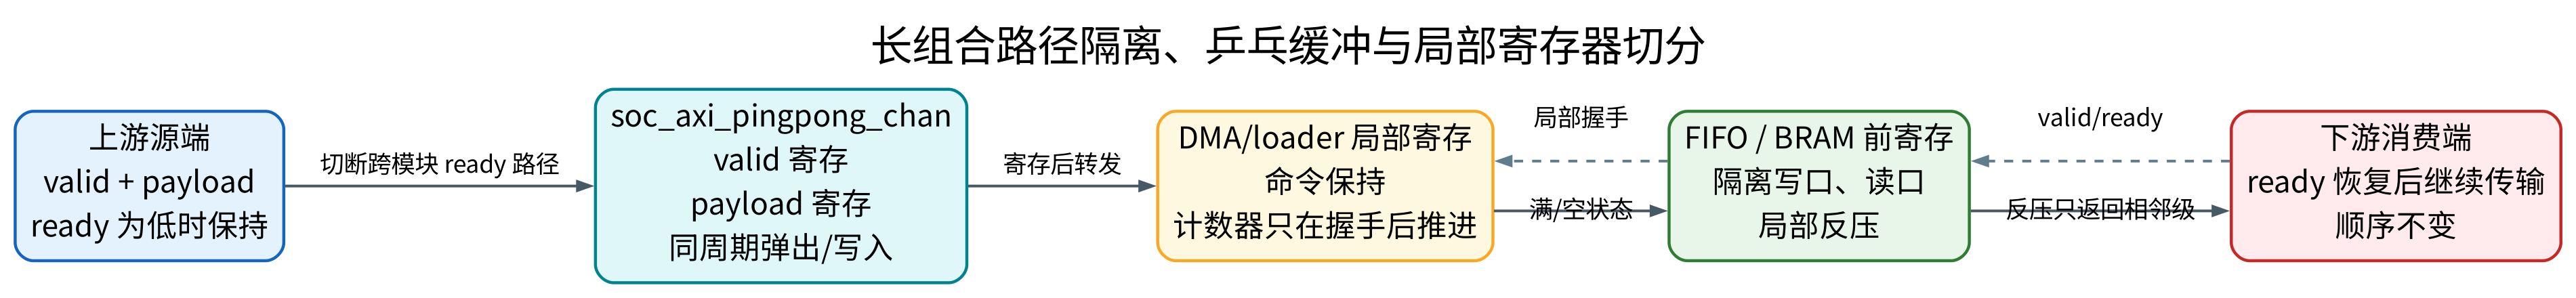 长组合路径隔离、乒乓缓冲与局部寄存器切分
上游源端
valid + payload
ready 为低时保持
切断跨模块 ready 路径
soc_axi_pingpong_chan
valid 寄存
payload 寄存
同周期弹出/写入
寄存后转发
DMA/loader 局部寄存
命令保持
计数器只在握手后推进
局部握手
满/空状态
FIFO / BRAM 前寄存
隔离写口、读口
局部反压
valid/ready
反压只返回相邻级
下游消费端
ready 恢复后继续传输
顺序不变